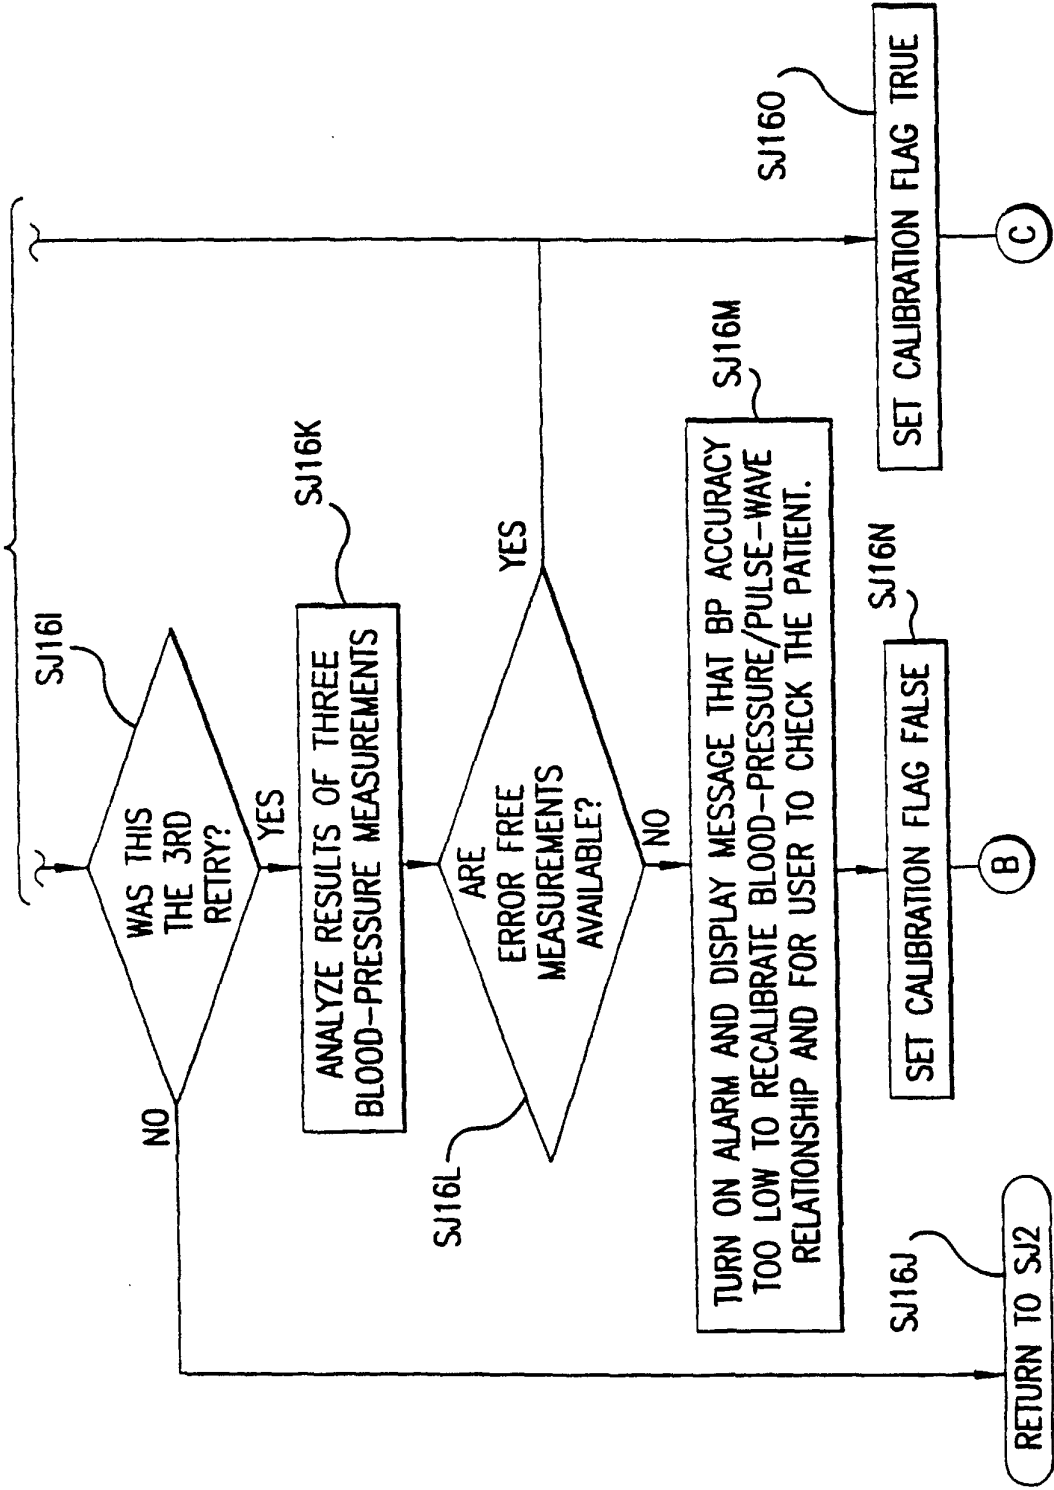 SJ16I
WAS THIS
THE 3RD
RETRY?
NO
YES
SJ16K
ANALYZE RESULTS OF THREE
BLOOD-PRESSURE MEASUREMENTS
SJ16L
ARE
ERROR FREE
MEASUREMENTS
AVAILABLE?
YES
NO
SJ16M
TURN ON ALARM AND DISPLAY MESSAGE THAT BP ACCURACY
TOO LOW TO RECALIBRATE BLOOD-PRESSURE/PULSE-WAVE
RELATIONSHIP AND FOR USER TO CHECK THE PATIENT.
SJ16J
RETURN TO SJ2
SJ16N
SET CALIBRATION FLAG FALSE
B
SJ16O
SET CALIBRATION FLAG TRUE
C